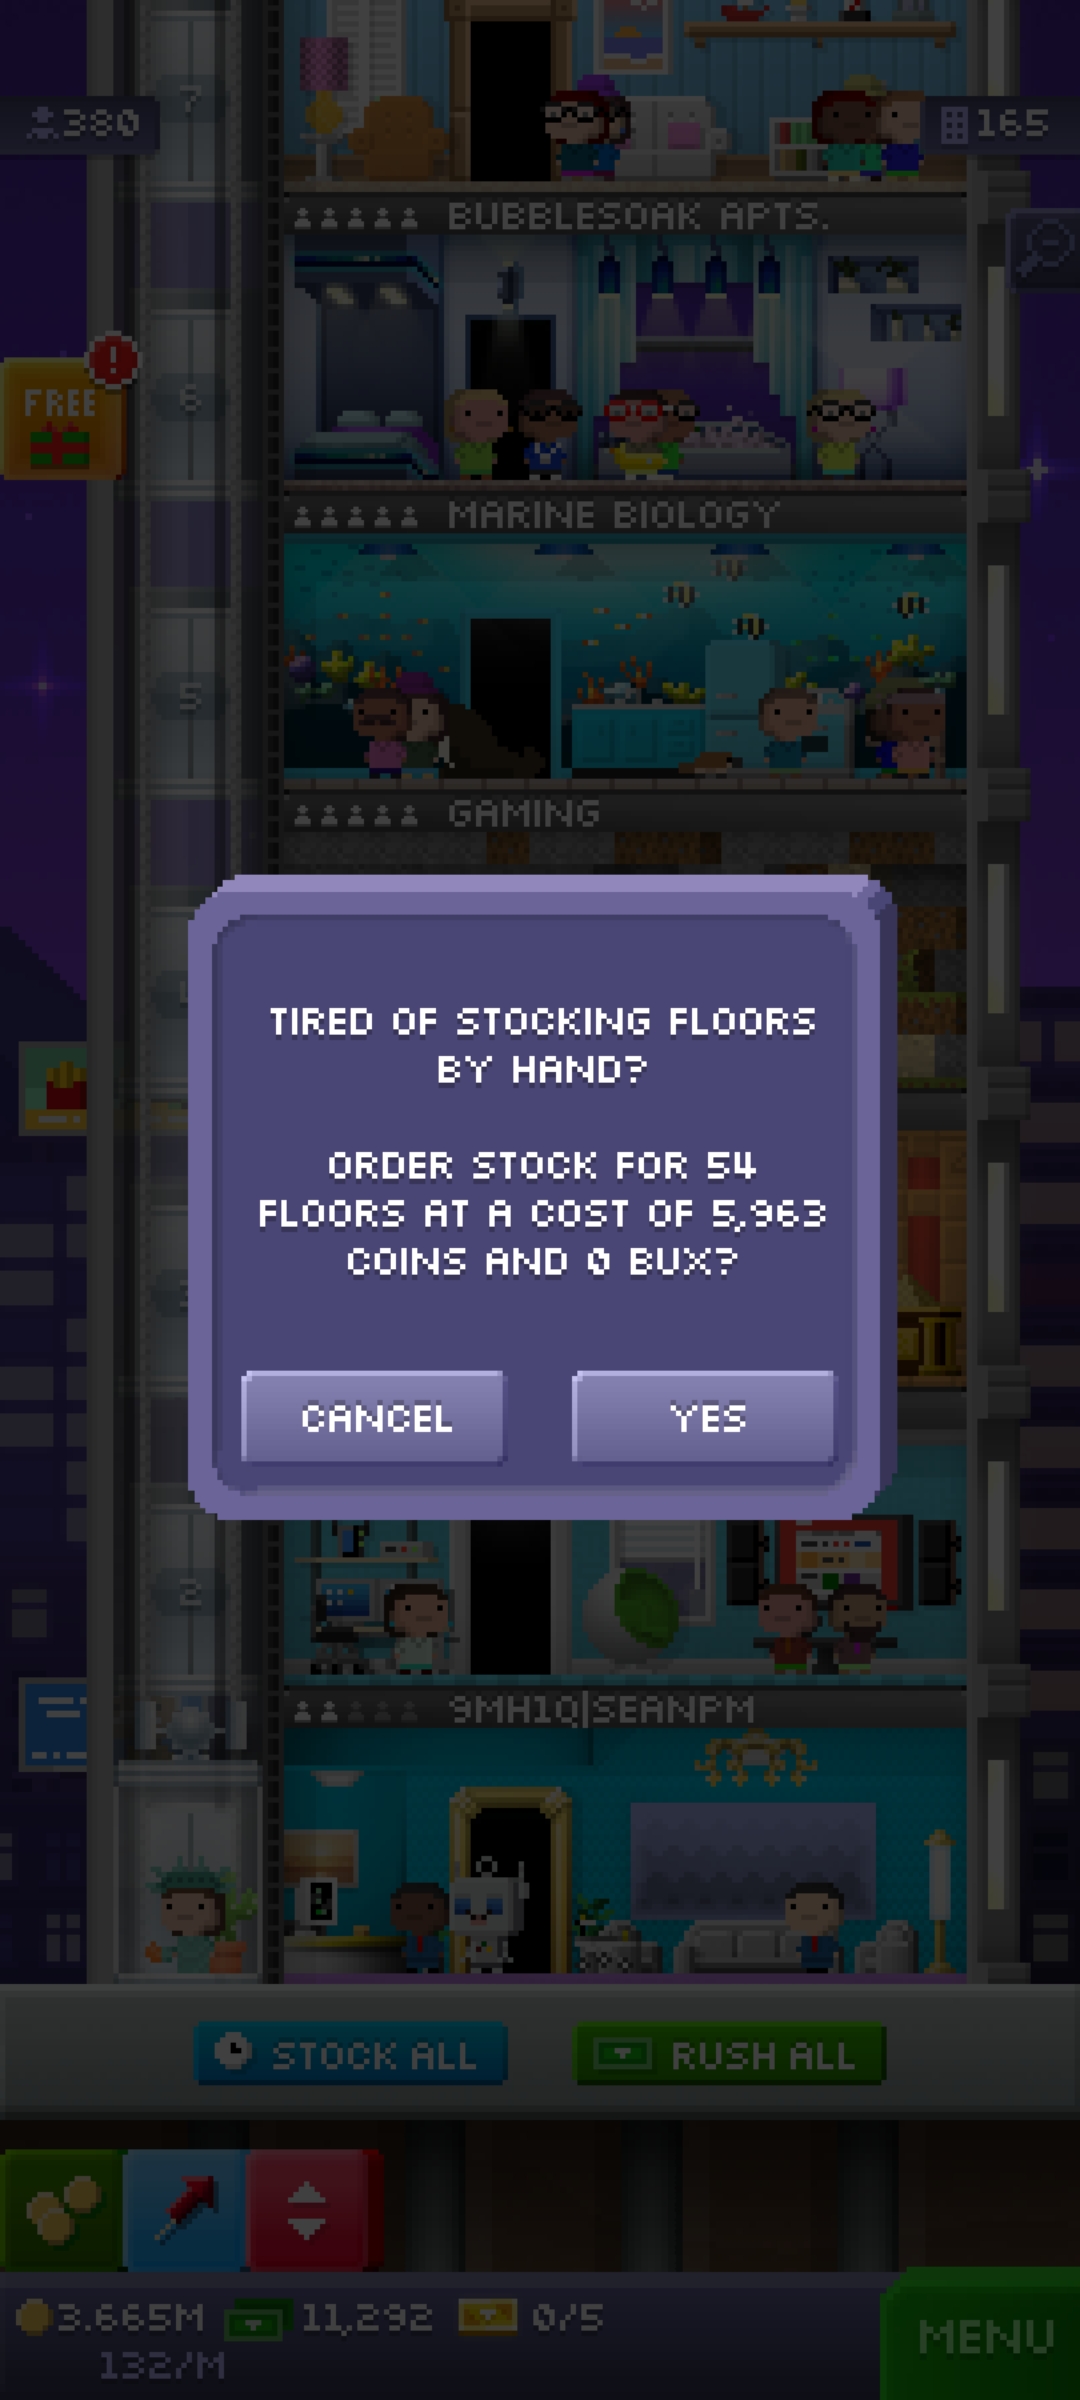 7
380
165
BUBBLESOAK APTS.
FREE
!
6
MARINE BIOLOGY
5
GAMING
TIRED OF STOCKING FLOORS
BY HAND?
ORDER STOCK FOR 54
FLOORS AT A COST OF 5,963
COINS AND 0 BUX?
CANCEL
YES
2
9MH1Q|SEANPM
STOCK ALL
RUSH ALL
3.665M
11,292
0/5
132/M
MENU